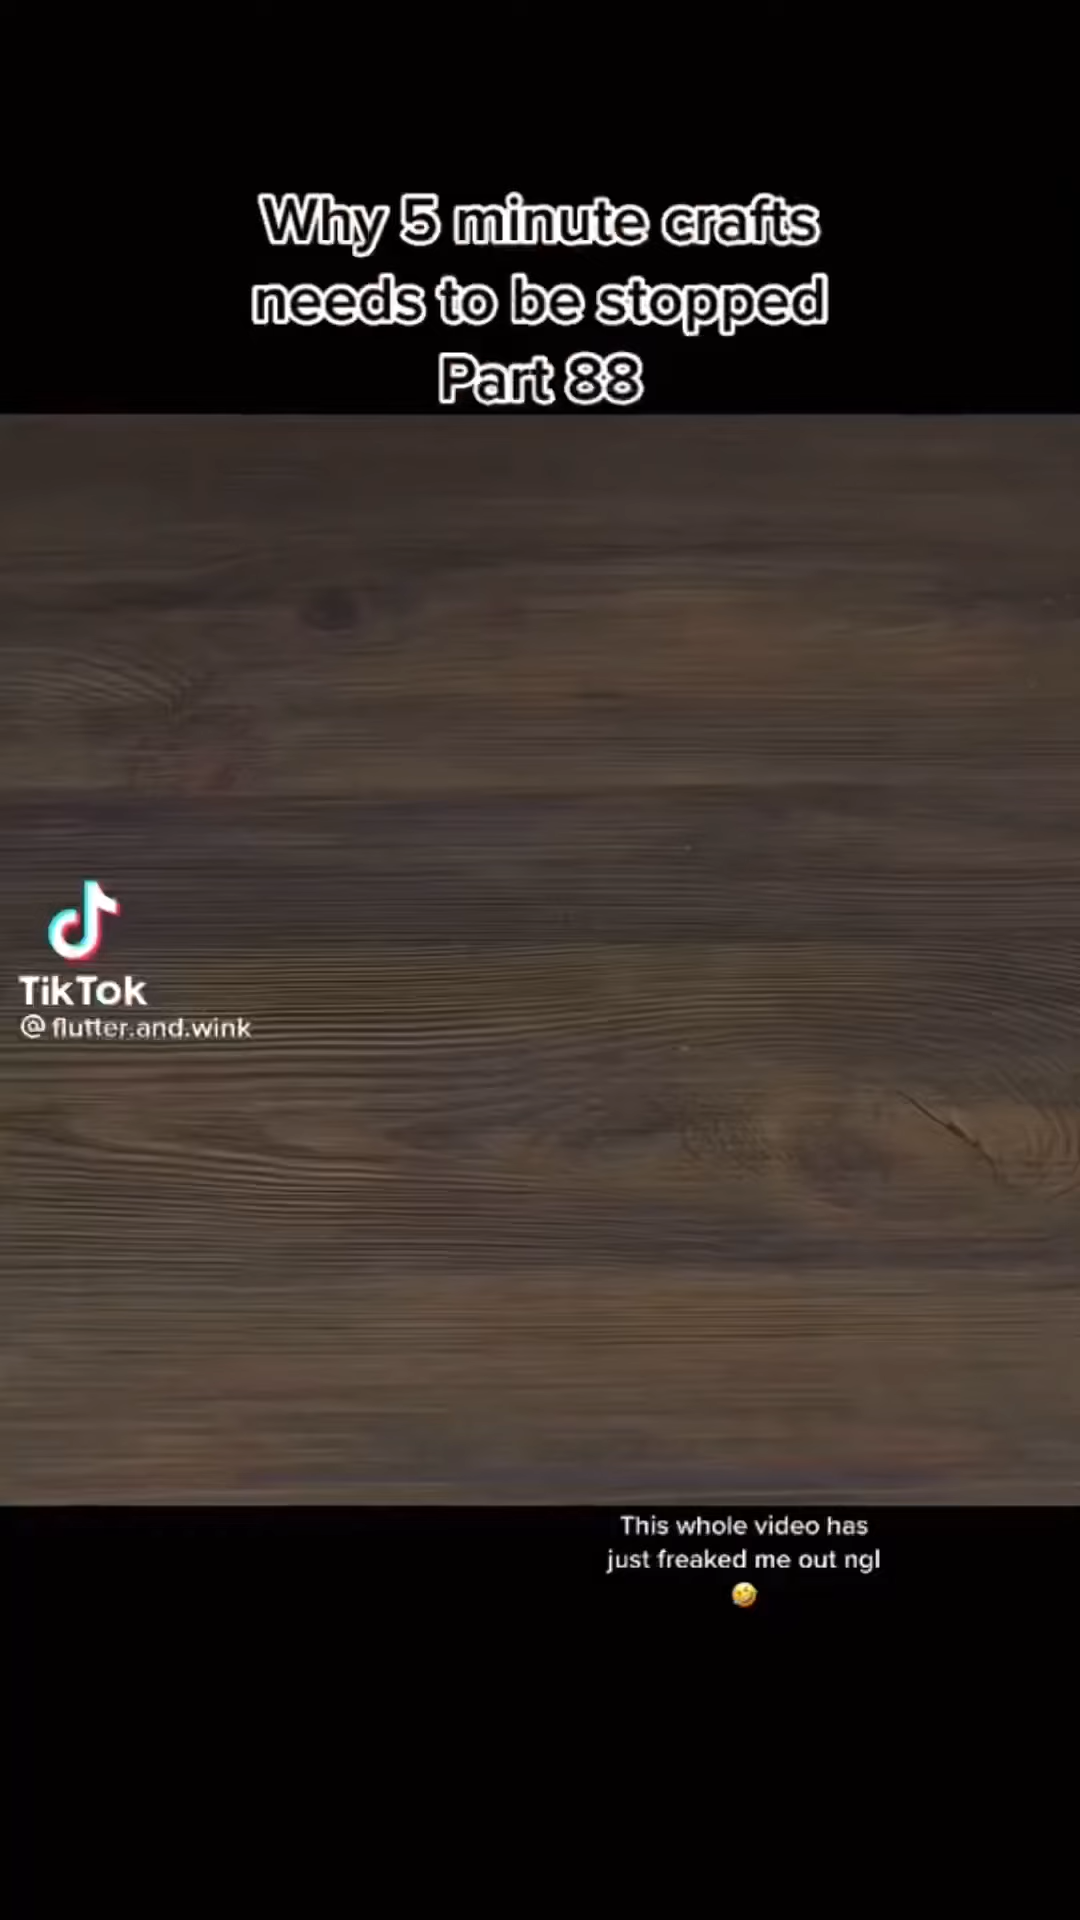 Why 5 minute crafts
needs to be stopped
Part 88
TikTok
@flutter.and.wink
This whole video has
just freaked me out ngl
🤣